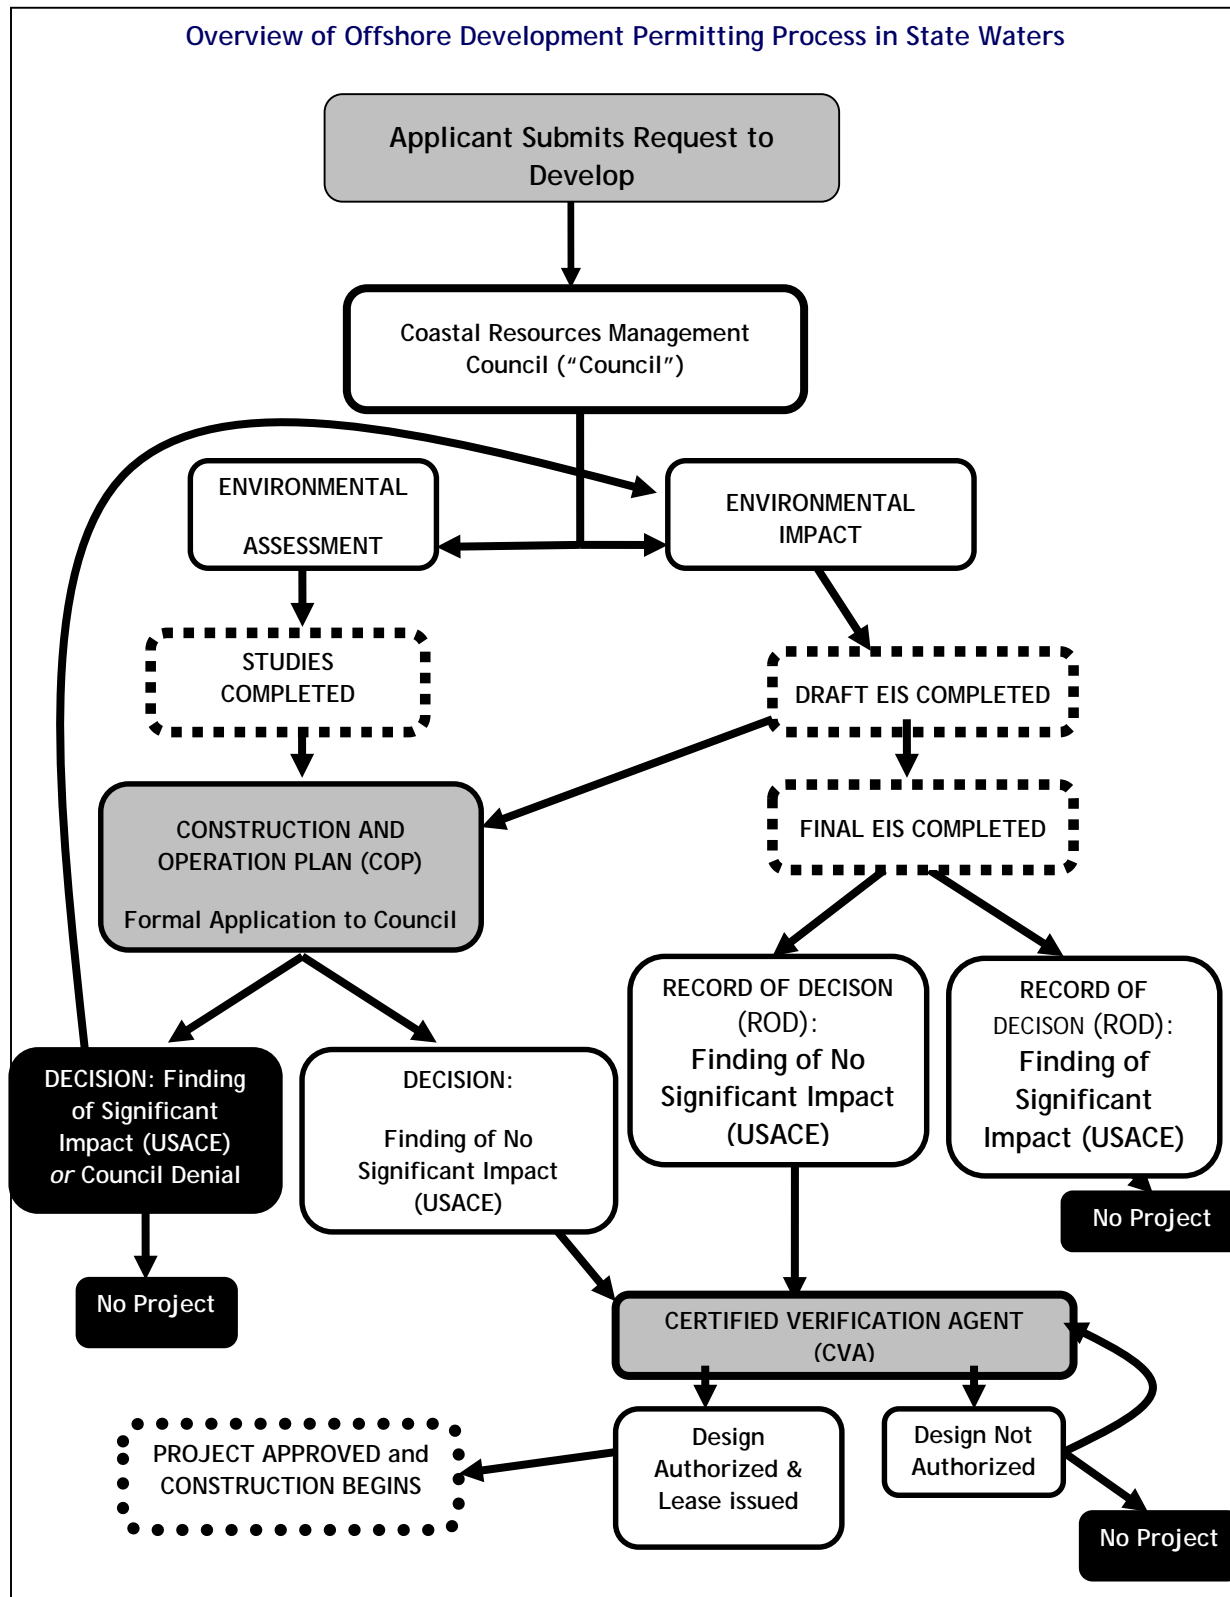 Overview of Offshore Development Permitting Process in State Waters
Applicant Submits Request to
Develop
Coastal Resources Management
Council (“Council”)
ENVIRONMENTAL
ASSESSMENT
ENVIRONMENTAL
IMPACT
STUDIES
COMPLETED
DRAFT EIS COMPLETED
CONSTRUCTION AND
OPERATION PLAN (COP)
Formal Application to Council
FINAL EIS COMPLETED
DECISION: Finding
of Significant
Impact (USACE)
or Council Denial
DECISION:
Finding of No
Significant Impact
(USACE)
RECORD OF DECISON
(ROD):
Finding of No
Significant Impact
(USACE)
RECORD OF
DECISON (ROD):
Finding of
Significant
Impact (USACE)
No Project
No Project
CERTIFIED VERIFICATION AGENT
(CVA)
PROJECT APPROVED and
CONSTRUCTION BEGINS
Design
Authorized &
Lease issued
Design Not
Authorized
No Project